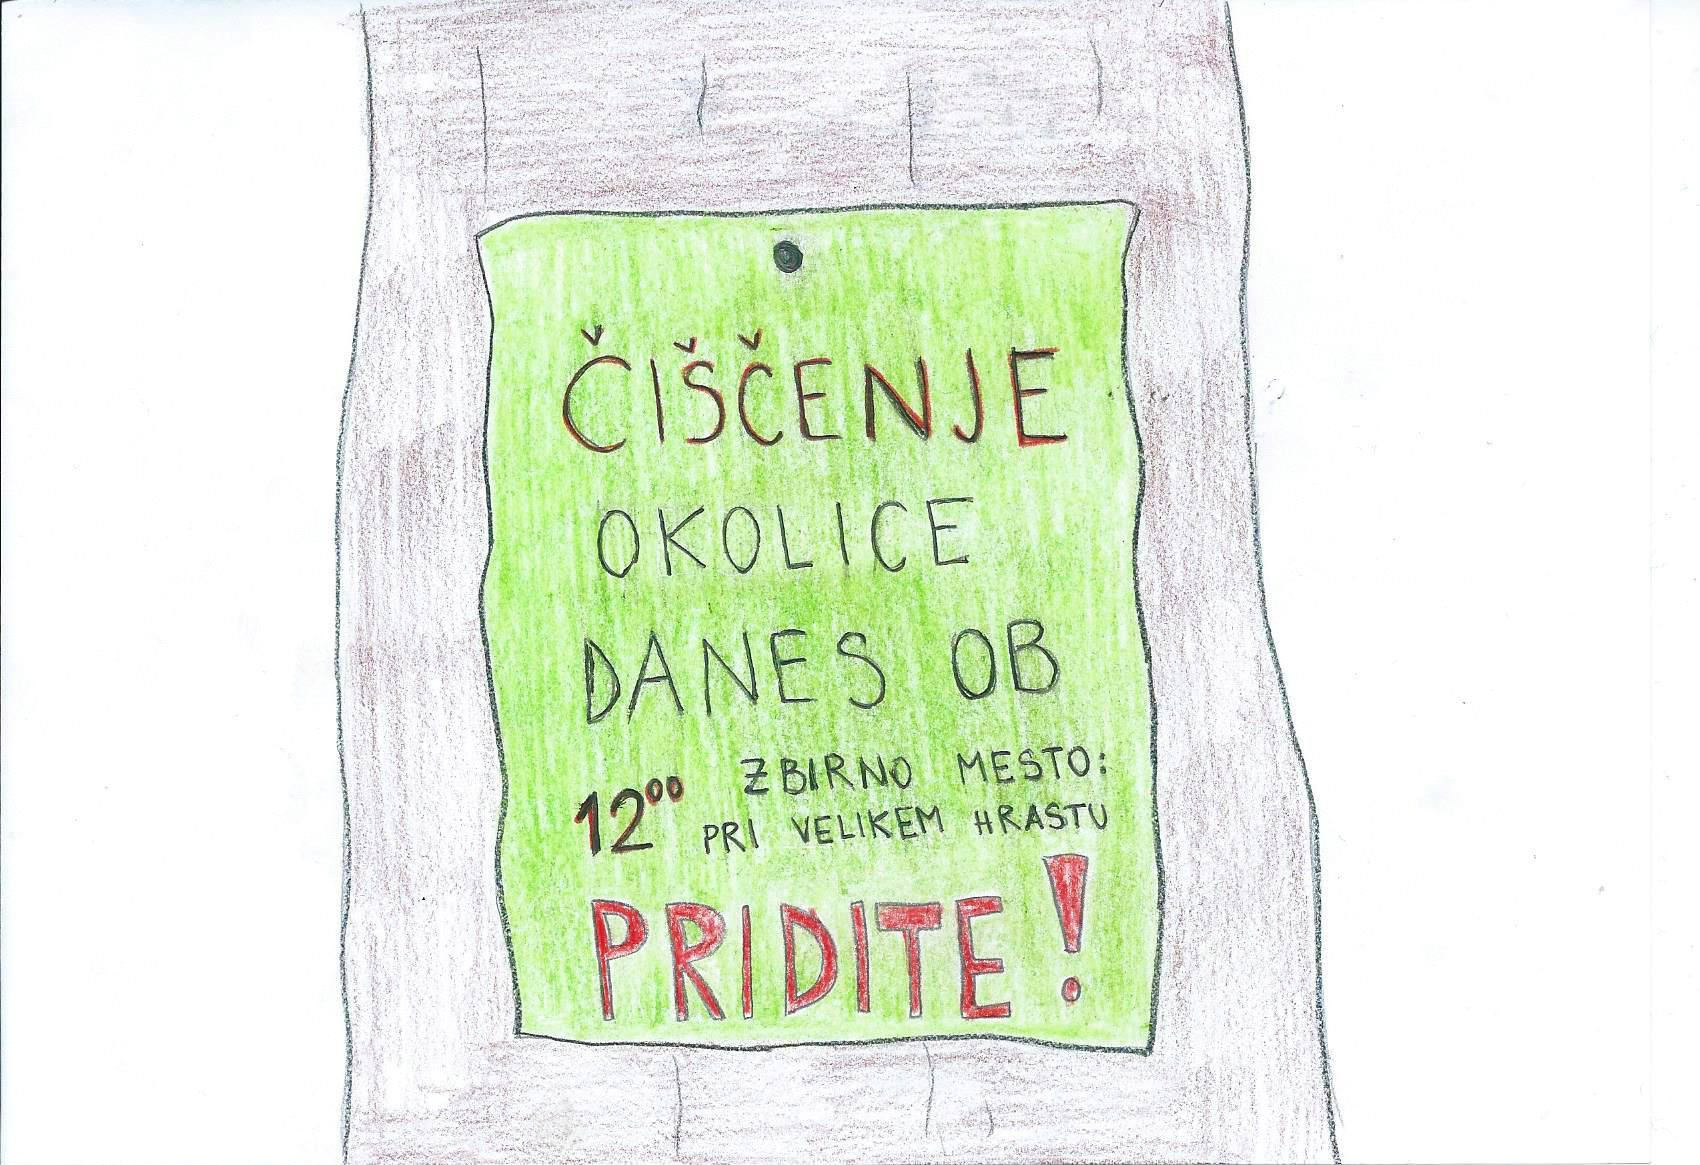 ČIŠČENJE
OKOLICE
DANES OB
12⁰⁰ ZBIRNO MESTO:
PRI VELIKEM HRASTU
PRIDITE!